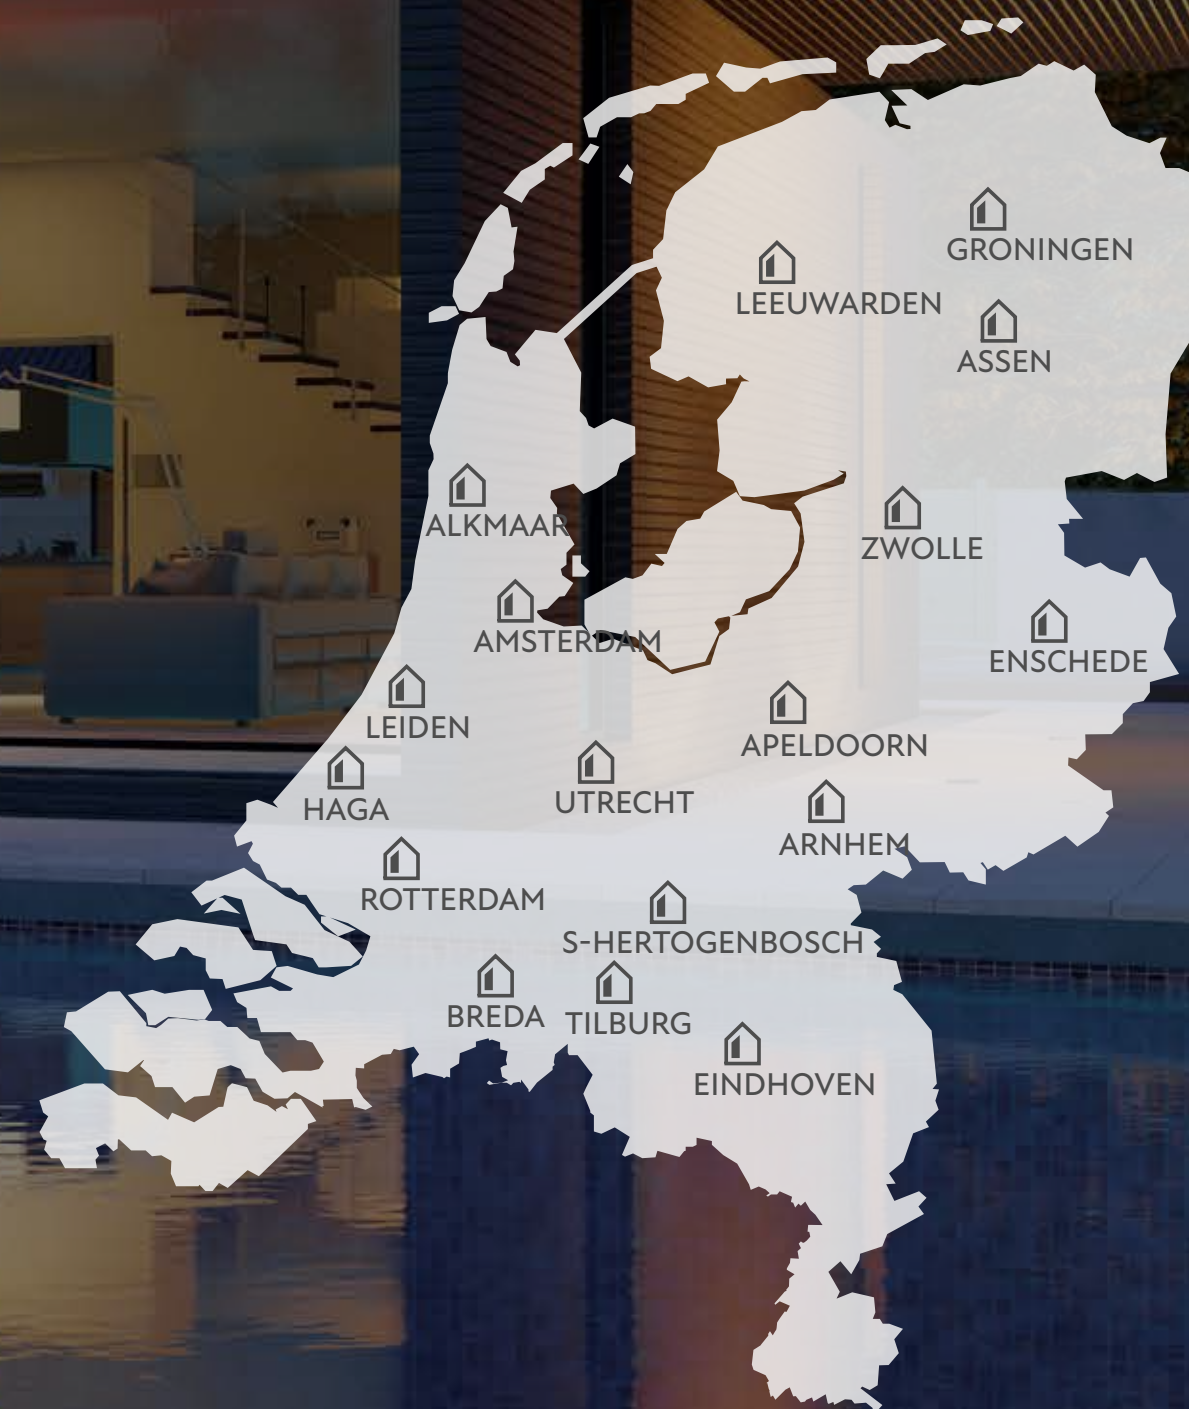 GRONINGEN
LEEUWARDEN
ASSEN
ALKMAAR
ZWOLLE
AMSTERDAM
ENSCHEDE
LEIDEN
APELDOORN
HAGA
UTRECHT
ARNHEM
ROTTERDAM
S-HERTOGENBOSCH
BREDA
TILBURG
EINDHOVEN